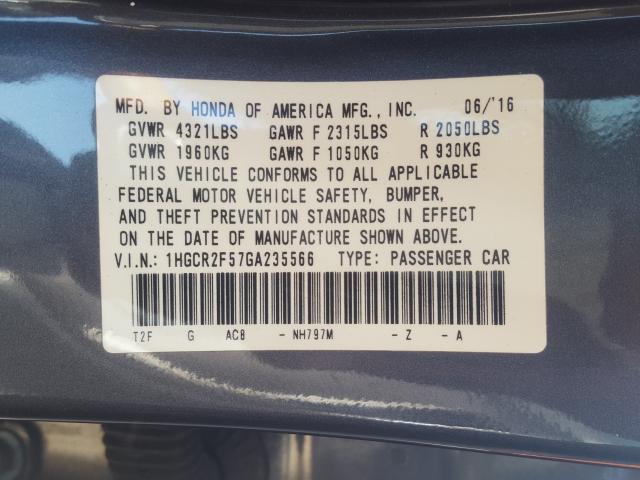 MFD. BY HONDA OF AMERICA MFG., INC. 06/'16
GVWR 4321LBS GAWR F 2315LBS R 2050LBS
GVWR 1960KG GAWR F 1050KG R 930KG
THIS VEHICLE CONFORMS TO ALL APPLICABLE
FEDERAL MOTOR VEHICLE SAFETY, BUMPER,
AND THEFT PREVENTION STANDARDS IN EFFECT
ON THE DATE OF MANUFACTURE SHOWN ABOVE.
V.I.N.: 1HGCR2F57GA235566 TYPE: PASSENGER CAR
T2F G AC8 - NH797M - Z - A